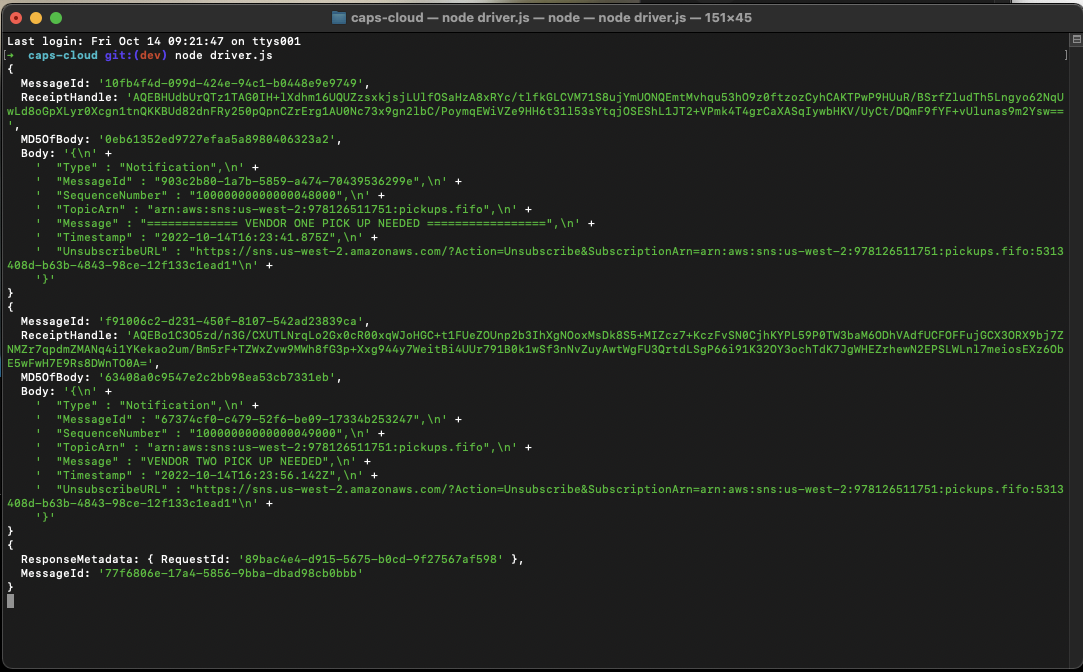 caps-cloud — node driver.js — node — node driver.js — 151×45
Last login: Fri Oct 14 09:21:47 on ttys001
[→ caps-cloud git:(dev) node driver.js ]
{
MessageId: '10fb4f4d-099d-424e-94c1-b0448e9e9749',
ReceiptHandle: 'AQEBHUdbUrQTz1TAG0IH+lXdhm16UQUZzsxkjsjLUlfOSaHzA8xRYc/tlfkGLCVM71S8ujYmUONQEmtMvhqu53hO9z0ftzozCyhCAKTPwP9HUuR/BSrfZludTh5Lngyo62NqU
wLd8oGpXLyr0Xcgn1tnQKKBUd82dnFRy250pQpnCZrErg1AU0Nc73x9gn2lbC/PoymqEWiVZe9HH6t31l53sYtqjOSEShL1JT2+VPmk4T4grCaXASqIywbHKV/UyCt/DQmF9fYF+vUlunas9m2Ysw==
',
MD5OfBody: '0eb61352ed9727efaa5a8980406323a2',
Body: '{\n' +
'  "Type" : "Notification",\n' +
'  "MessageId" : "903c2b80-1a7b-5859-a474-70439536299e",\n' +
'  "SequenceNumber" : "10000000000000048000",\n' +
'  "TopicArn" : "arn:aws:sns:us-west-2:978126511751:pickups.fifo",\n' +
'  "Message" : "============= VENDOR ONE PICK UP NEEDED =================",\n' +
'  "Timestamp" : "2022-10-14T16:23:41.875Z",\n' +
'  "UnsubscribeURL" : "https://sns.us-west-2.amazonaws.com/?Action=Unsubscribe&SubscriptionArn=arn:aws:sns:us-west-2:978126511751:pickups.fifo:5313
408d-b63b-4843-98ce-12f133c1ead1"\n' +
'}'
}
{
MessageId: 'f91006c2-d231-450f-8107-542ad23839ca',
ReceiptHandle: 'AQEBo1C3O5zd/n3G/CXUTLNrqLo2Gx0cR00xqWJoHGC+t1FUeZOUnp2b3IhXgNOoxMsDk8S5+MIZcz7+KczFvSN0CjhKYPL59P0TW3baM6ODhVAdfUCFOFFujGCX3ORX9bj7Z
NMZr7qpdmZMANq4i1YKekao2um/Bm5rF+TZWxZvw9MWh8fG3p+Xxg944y7WeitBi4UUr791B0k1wSf3nNvZuyAwtWgFU3QrtdLSgP66i91K32OY3ochTdK7JgWHEZrhewN2EPSLWLnl7meiosEXz6Ob
E5wFwH7E9Rs8DWnTO0A=',
MD5OfBody: '63408a0c9547e2c2bb98ea53cb7331eb',
Body: '{\n' +
'  "Type" : "Notification",\n' +
'  "MessageId" : "67374cf0-c479-52f6-be09-17334b253247",\n' +
'  "SequenceNumber" : "10000000000000049000",\n' +
'  "TopicArn" : "arn:aws:sns:us-west-2:978126511751:pickups.fifo",\n' +
'  "Message" : "VENDOR TWO PICK UP NEEDED",\n' +
'  "Timestamp" : "2022-10-14T16:23:56.142Z",\n' +
'  "UnsubscribeURL" : "https://sns.us-west-2.amazonaws.com/?Action=Unsubscribe&SubscriptionArn=arn:aws:sns:us-west-2:978126511751:pickups.fifo:5313
408d-b63b-4843-98ce-12f133c1ead1"\n' +
'}'
}
{
ResponseMetadata: { RequestId: '89bac4e4-d915-5675-b0cd-9f27567af598' },
MessageId: '77f6806e-17a4-5856-9bba-dbad98cb0bbb'
}